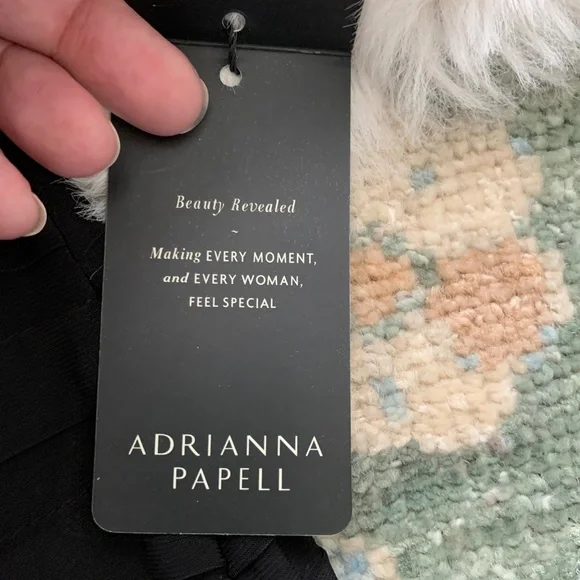 Beauty Revealed
~
Making EVERY MOMENT,
and EVERY WOMAN,
FEEL SPECIAL
ADRIANNA
PAPELL